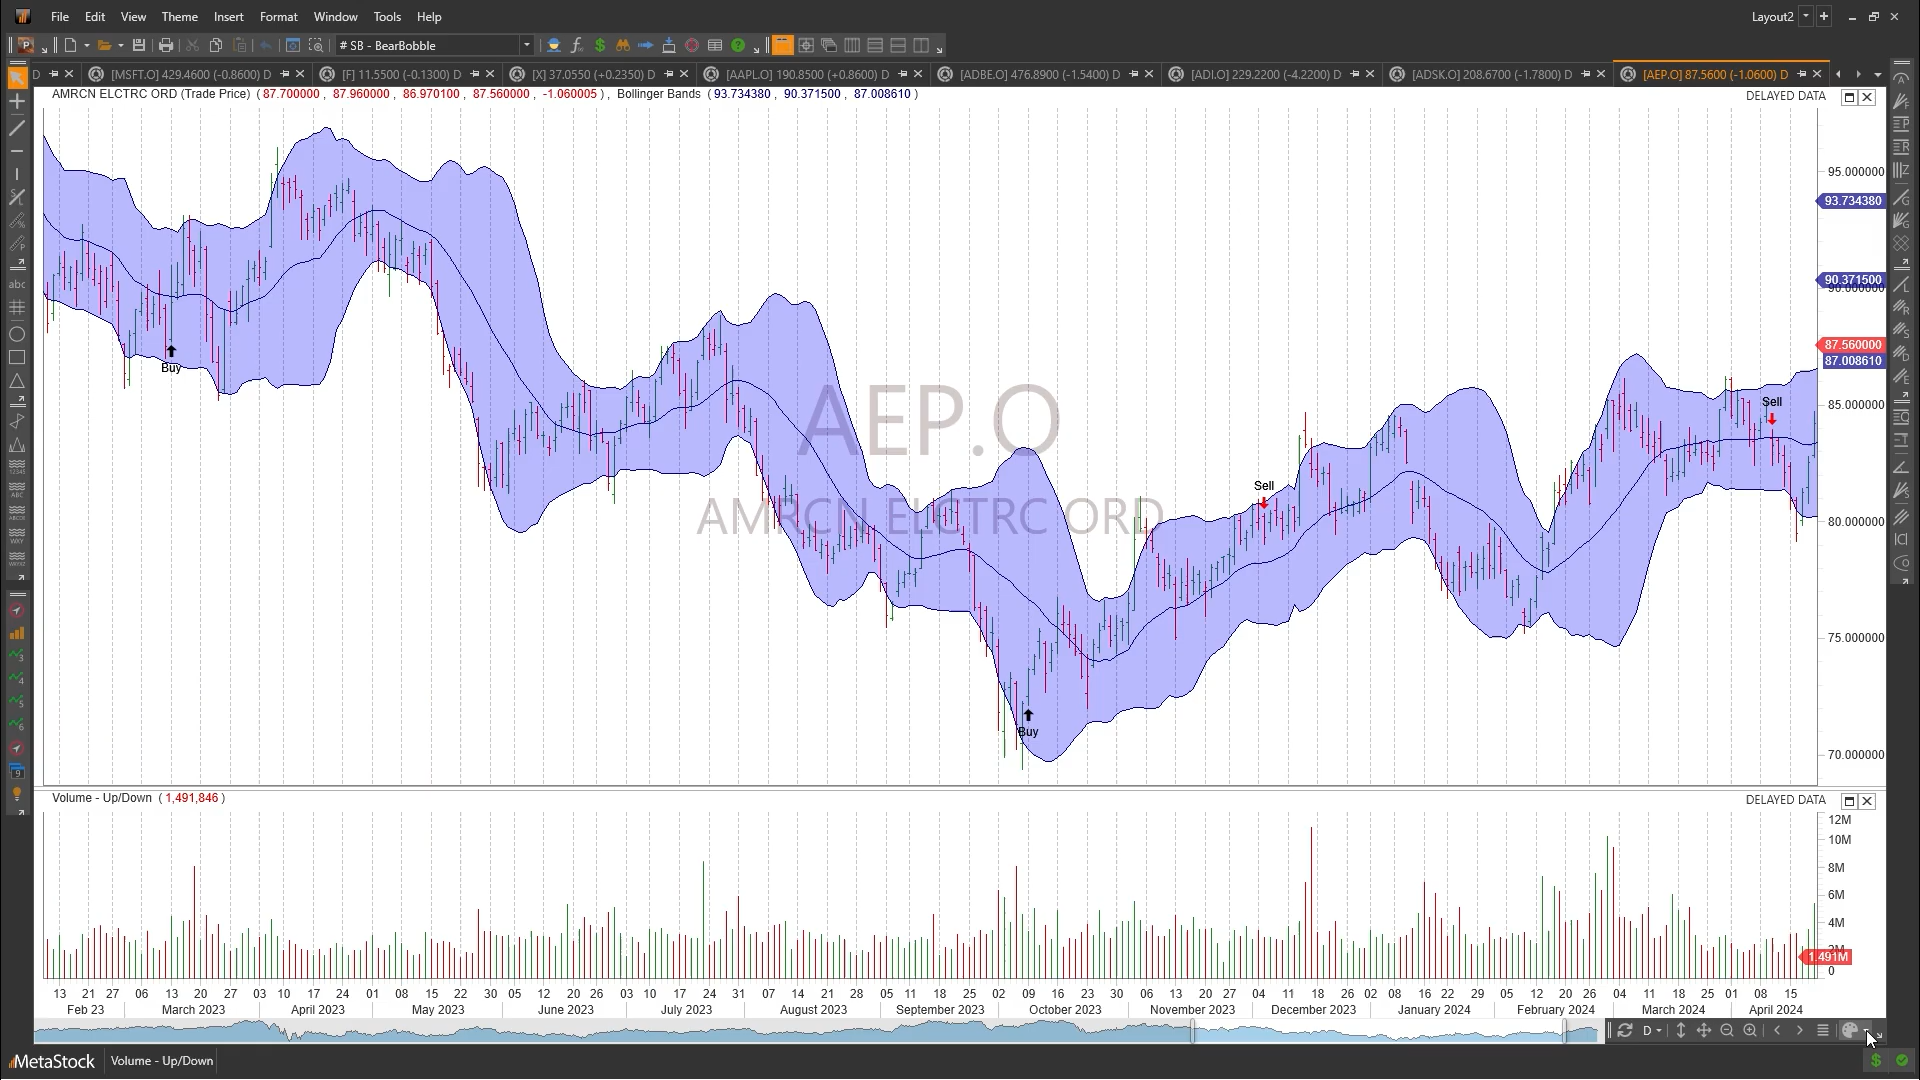 File Edit View Theme Insert Format Window Tools Help
Layout2
# SB - BearBobble
D
[MSFT.O] 429.4600 (-0.8600) D
[F] 11.5500 (-0.1300) D
[X] 37.0550 (+0.2350) D
[AAPL.O] 190.8500 (+0.8600) D
[ADBE.O] 476.8900 (-1.5400) D
[ADI.O] 229.2200 (-4.2200) D
[ADSK.O] 208.6700 (-1.7800) D
[AEP.O] 87.5600 (-1.0600) D
AMRCN ELCTRC ORD (Trade Price) ( 87.700000 , 87.960000 , 86.970100 , 87.560000 , -1.060005 ) , Bollinger Bands ( 93.734380 , 90.371500 , 87.008610 )
DELAYED DATA
95.000000
93.734380
90.371500
90.000000
87.560000
87.008610
85.000000
80.000000
75.000000
70.000000
AEP.O
AMRCN ELCTRC ORD
Buy
Buy
Sell
Sell
Volume - Up/Down ( 1,491,846 )
DELAYED DATA
12M
10M
8M
6M
4M
2M
1.491M
0
13 21 27 06 13 20 27 03 10 17 24 01 08 15 22 30 05 12 20 26 03 10 17 24 31 07 14 21 28 05 11 18 25 02 09 16 23 30 06 13 20 27 04 11 18 26 02 08 16 22 29 05 12 20 26 04 11 18 25 01 08 15
Feb 23 March 2023 April 2023 May 2023 June 2023 July 2023 August 2023 September 2023 October 2023 November 2023 December 2023 January 2024 February 2024 March 2024 April 2024
D
MetaStock
Volume - Up/Down